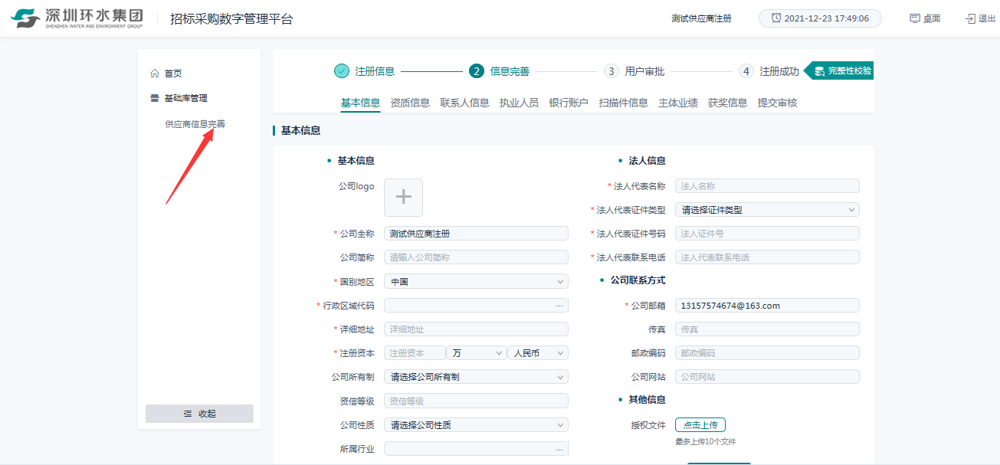 深圳环水集团
SHENZHEN WATER AND ENVIRONMENT GROUP
招标采购数字管理平台
测试供应商注册
2021-12-23 17:49:06
桌面
退出
首页
基础库管理
供应商信息完善
收起
注册信息
2 信息完善
3 用户审批
4 注册成功
完整性校验
基本信息 资质信息 联系人信息 执业人员 银行账户 扫描件信息 主体业绩 获奖信息 提交审核
基本信息
基本信息
公司logo
* 公司全称 测试供应商注册
公司简称 请输入公司简称
* 国别地区 中国
* 行政区域代码 ...
* 详细地址 详细地址
* 注册资本 注册资本 万 人民币
公司所有制 请选择公司所有制
资信等级 资信等级
公司性质 请选择公司性质
所属行业 ...
法人信息
* 法人代表名称 法人名称
* 法人代表证件类型 请选择证件类型
* 法人代表证件号码 法人证件号
* 法人代表联系电话 法人代表联系电话
公司联系方式
* 公司邮箱 13157574674@163.com
传真 传真
邮政编码 邮政编码
公司网站 公司网站
其他信息
授权文件 点击上传
最多上传10个文件